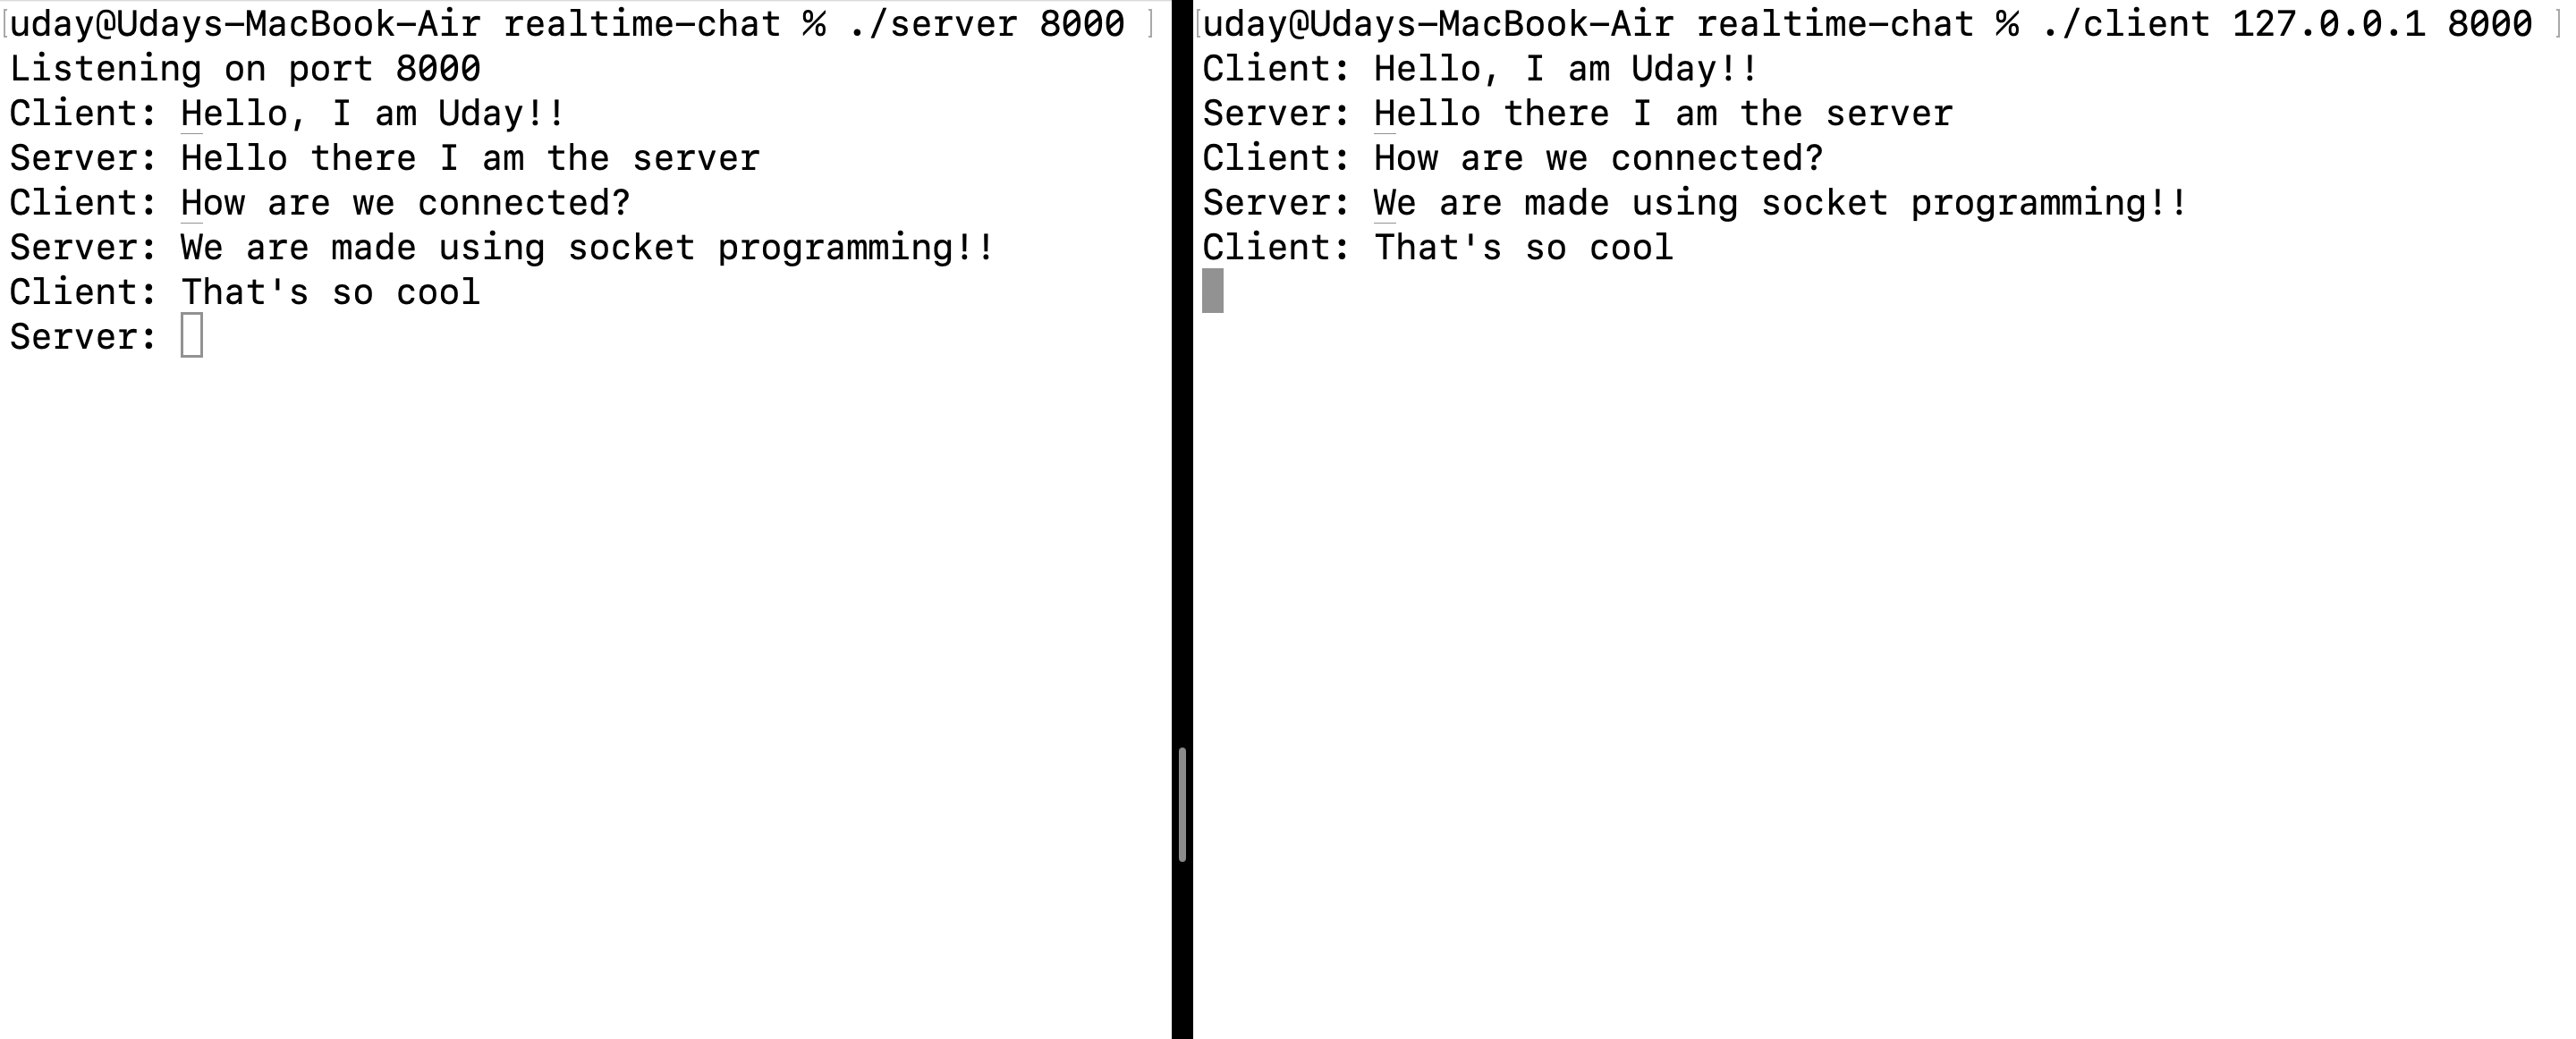 uday@Udays-MacBook-Air realtime-chat % ./server 8000
Listening on port 8000
Client: Hello, I am Uday!!
Server: Hello there I am the server
Client: How are we connected?
Server: We are made using socket programming!!
Client: That's so cool
Server:
uday@Udays-MacBook-Air realtime-chat % ./client 127.0.0.1 8000
Client: Hello, I am Uday!!
Server: Hello there I am the server
Client: How are we connected?
Server: We are made using socket programming!!
Client: That's so cool